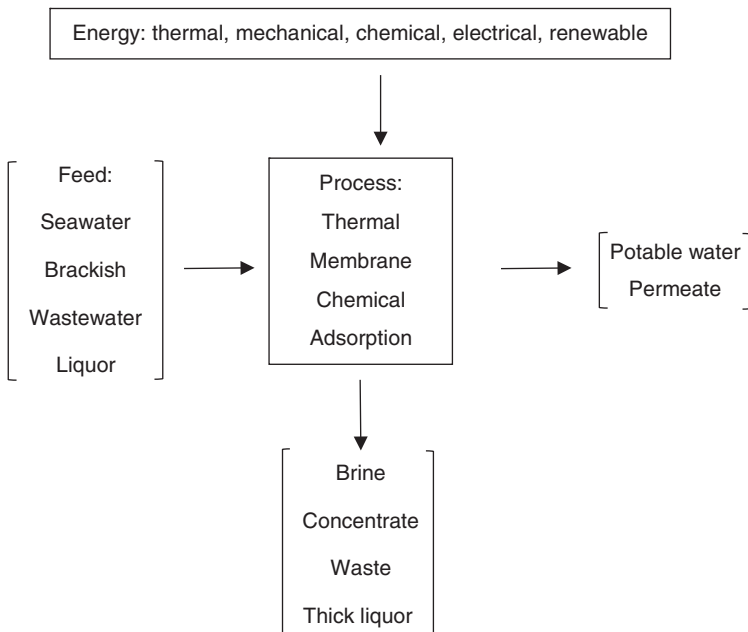 Energy: thermal, mechanical, chemical, electrical, renewable
Feed:
Seawater
Brackish
Wastewater
Liquor
Process:
Thermal
Membrane
Chemical
Adsorption
Potable water
Permeate
Brine
Concentrate
Waste
Thick liquor